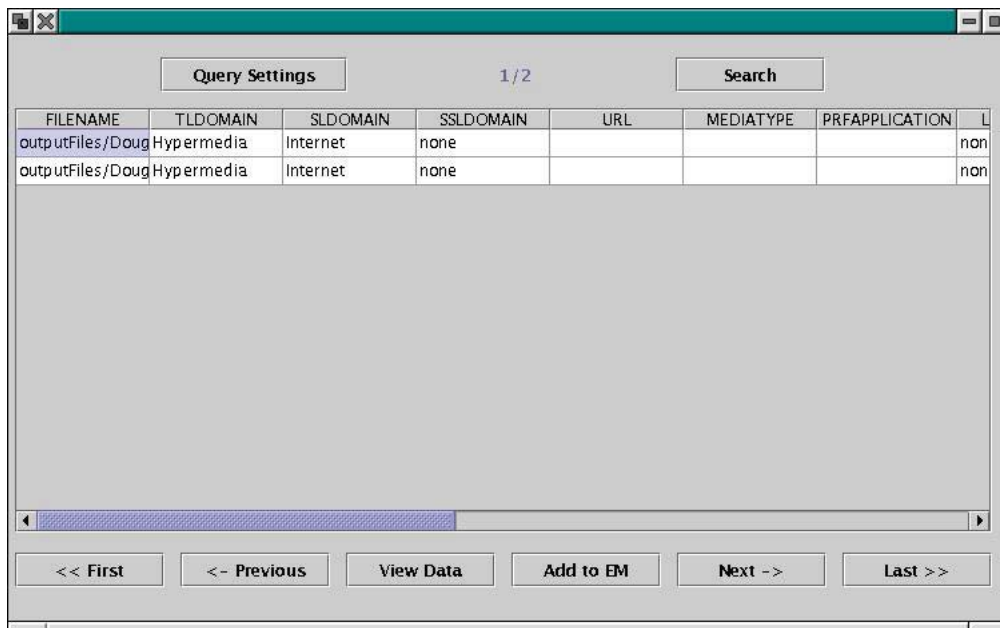 Query Settings 1/2 Search
FILENAME TLDOMAIN SLDOMAIN SSLDOMAIN URL MEDIATYPE PRFAPPLICATION L
outputFiles/Doug Hypermedia Internet none non
outputFiles/Doug Hypermedia Internet none non
<< First <- Previous View Data Add to EM Next -> Last >>